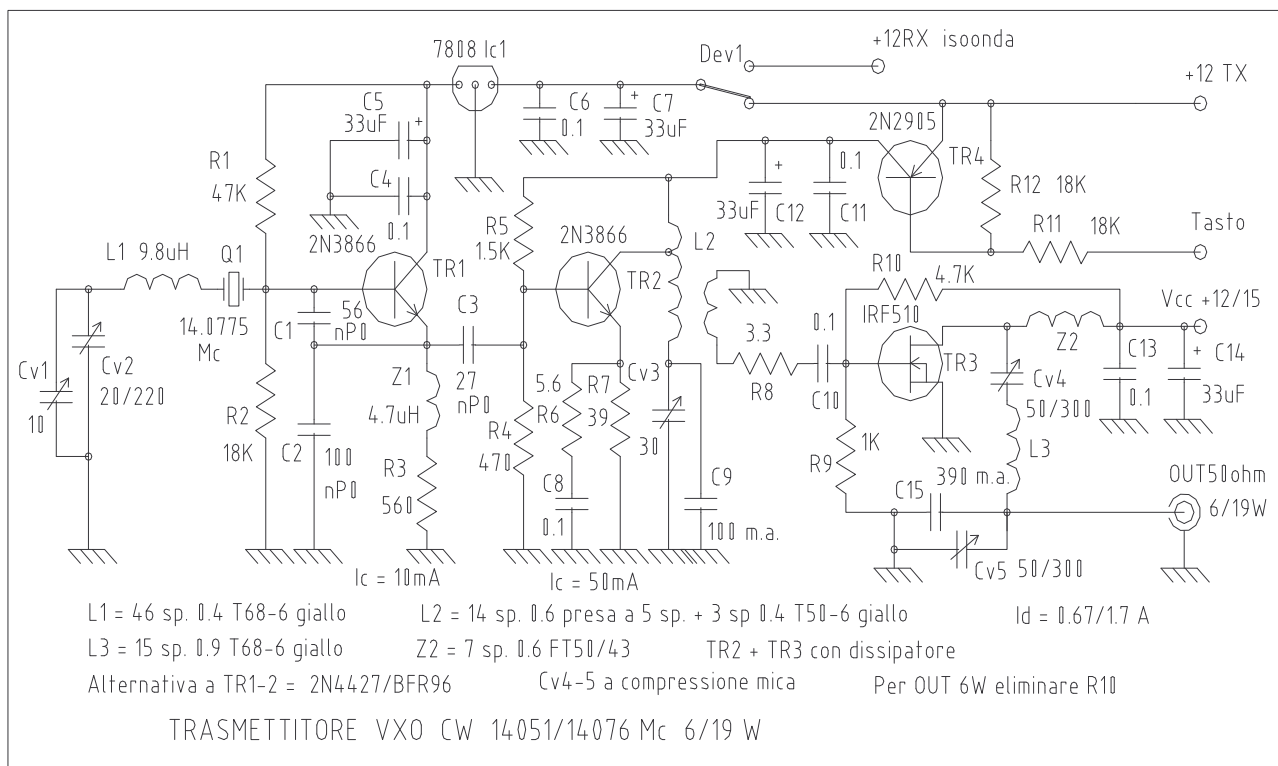 7808 Ic1
Dev1
+12RX isoonda
+12 TX
C5
33uF
+
C6
0.1
+
C7
33uF
2N2905
TR4
R1
47K
C4
0.1
2N3866
R5
1.5K
2N3866
+
33uF
C12
0.1
C11
R12 18K
R11
18K
Tasto
L1 9.8uH
Q1
TR1
TR2
L2
R10
4.7K
IRF510
Vcc +12/15
14.0775
Mc
C1
56
nP0
C3
27
nP0
3.3
R8
0.1
C10
TR3
Z2
C13
0.1
+
C14
33uF
Cv1
10
Cv2
20/220
R2
18K
C2
100
nP0
Z1
4.7uH
R3
560
R4
470
5.6
R6
R7
39
Cv3
30
C8
0.1
C9
100 m.a.
R9
1K
Cv4
50/300
L3
390 m.a.
C15
Cv5
50/300
OUT50ohm
6/19W
Ic = 10mA
Ic = 50mA
L1 = 46 sp. 0.4 T68-6 giallo
L2 = 14 sp. 0.6 presa a 5 sp. + 3 sp 0.4 T50-6 giallo
Id = 0.67/1.7 A
L3 = 15 sp. 0.9 T68-6 giallo
Z2 = 7 sp. 0.6 FT50/43
TR2 + TR3 con dissipatore
Alternativa a TR1-2 = 2N4427/BFR96
Cv4-5 a compressione mica
Per OUT 6W eliminare R10
TRASMETTITORE VXO CW 14051/14076 Mc 6/19 W